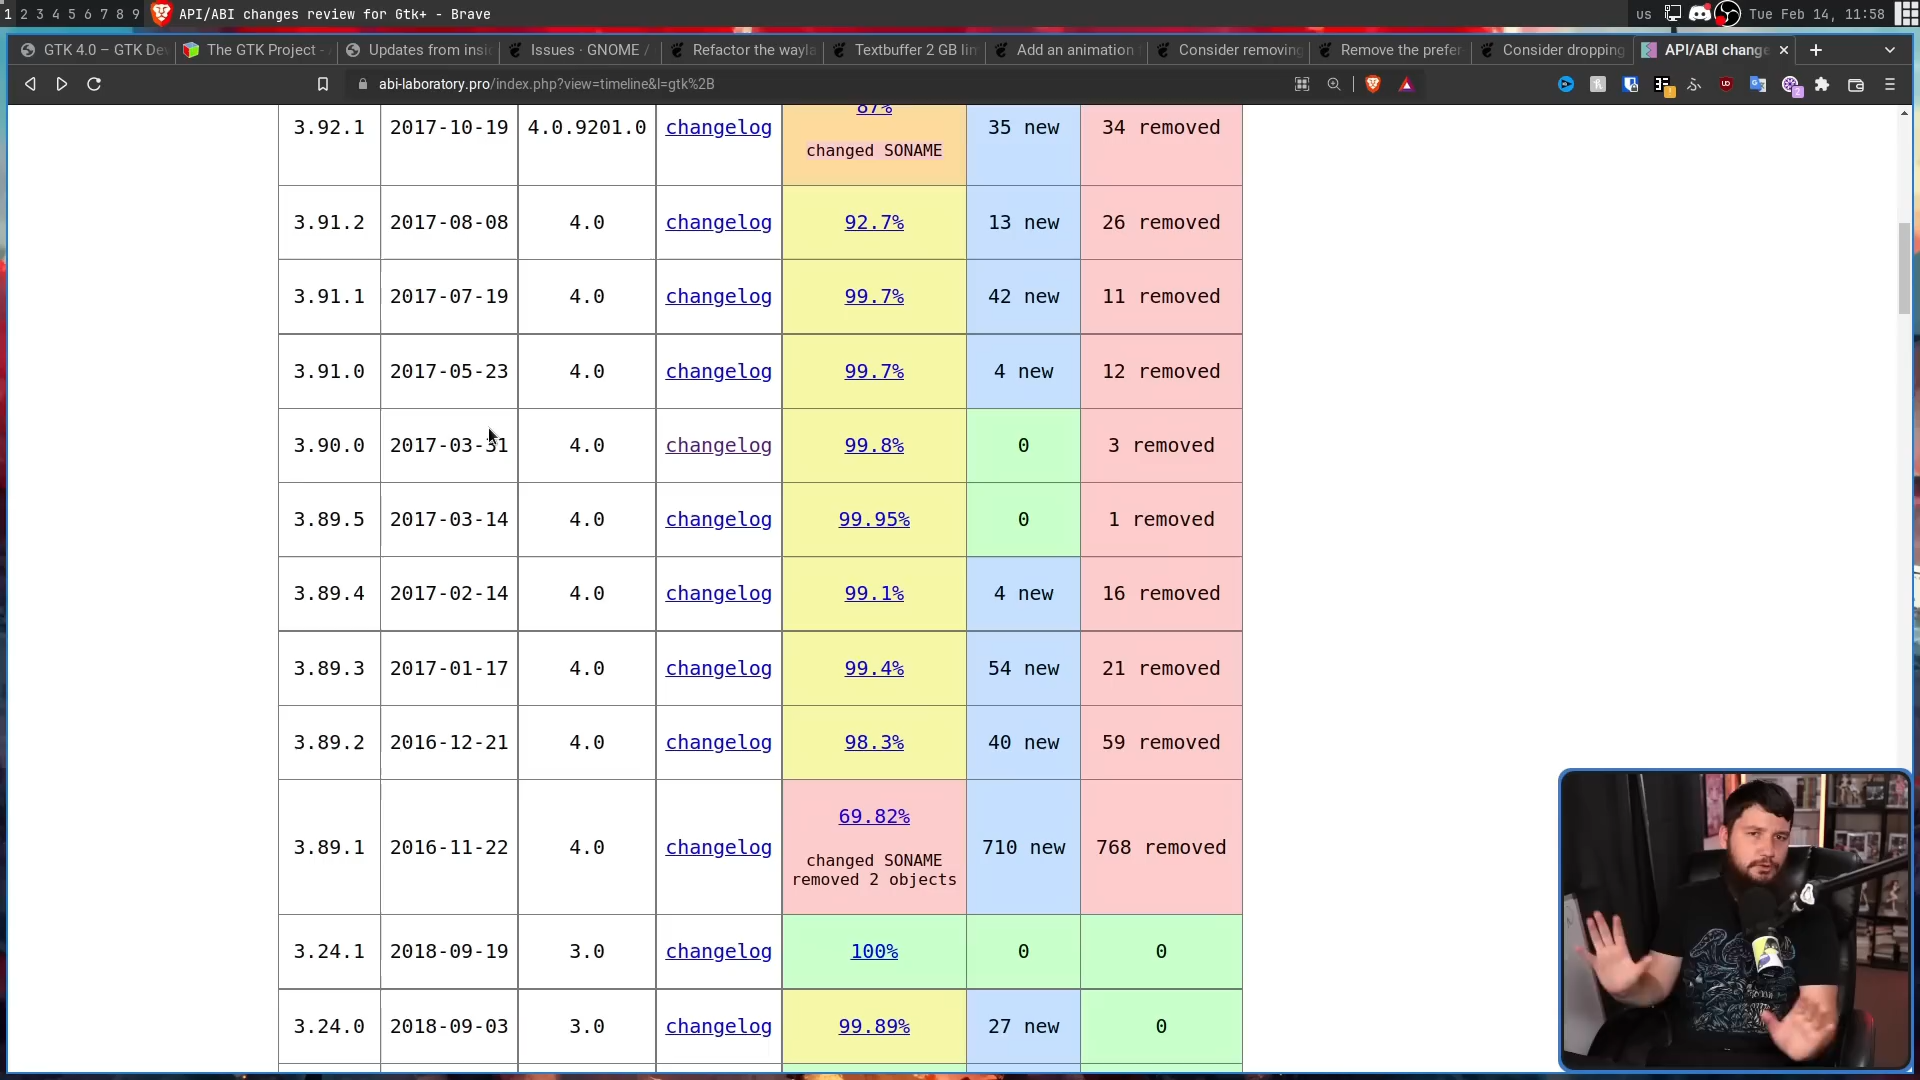 1 2 3 4 5 6 7 8 9 API/ABI changes review for Gtk+ - Brave us Tue Feb 14, 11:58
GTK 4.0 – GTK De The GTK Project - Updates from insi Issues · GNOME / Refactor the wayla Textbuffer 2 GB lim Add an animation Consider removing Remove the prefer Consider dropping API/ABI change
abi-laboratory.pro/index.php?view=timeline&l=gtk%2B
87%
3.92.1 2017-10-19 4.0.9201.0 changelog 35 new 34 removed
changed SONAME
3.91.2 2017-08-08 4.0 changelog 92.7% 13 new 26 removed
3.91.1 2017-07-19 4.0 changelog 99.7% 42 new 11 removed
3.91.0 2017-05-23 4.0 changelog 99.7% 4 new 12 removed
3.90.0 2017-03-31 4.0 changelog 99.8% 0 3 removed
3.89.5 2017-03-14 4.0 changelog 99.95% 0 1 removed
3.89.4 2017-02-14 4.0 changelog 99.1% 4 new 16 removed
3.89.3 2017-01-17 4.0 changelog 99.4% 54 new 21 removed
3.89.2 2016-12-21 4.0 changelog 98.3% 40 new 59 removed
69.82%
3.89.1 2016-11-22 4.0 changelog 710 new 768 removed
changed SONAME
removed 2 objects
3.24.1 2018-09-19 3.0 changelog 100% 0 0
3.24.0 2018-09-03 3.0 changelog 99.89% 27 new 0